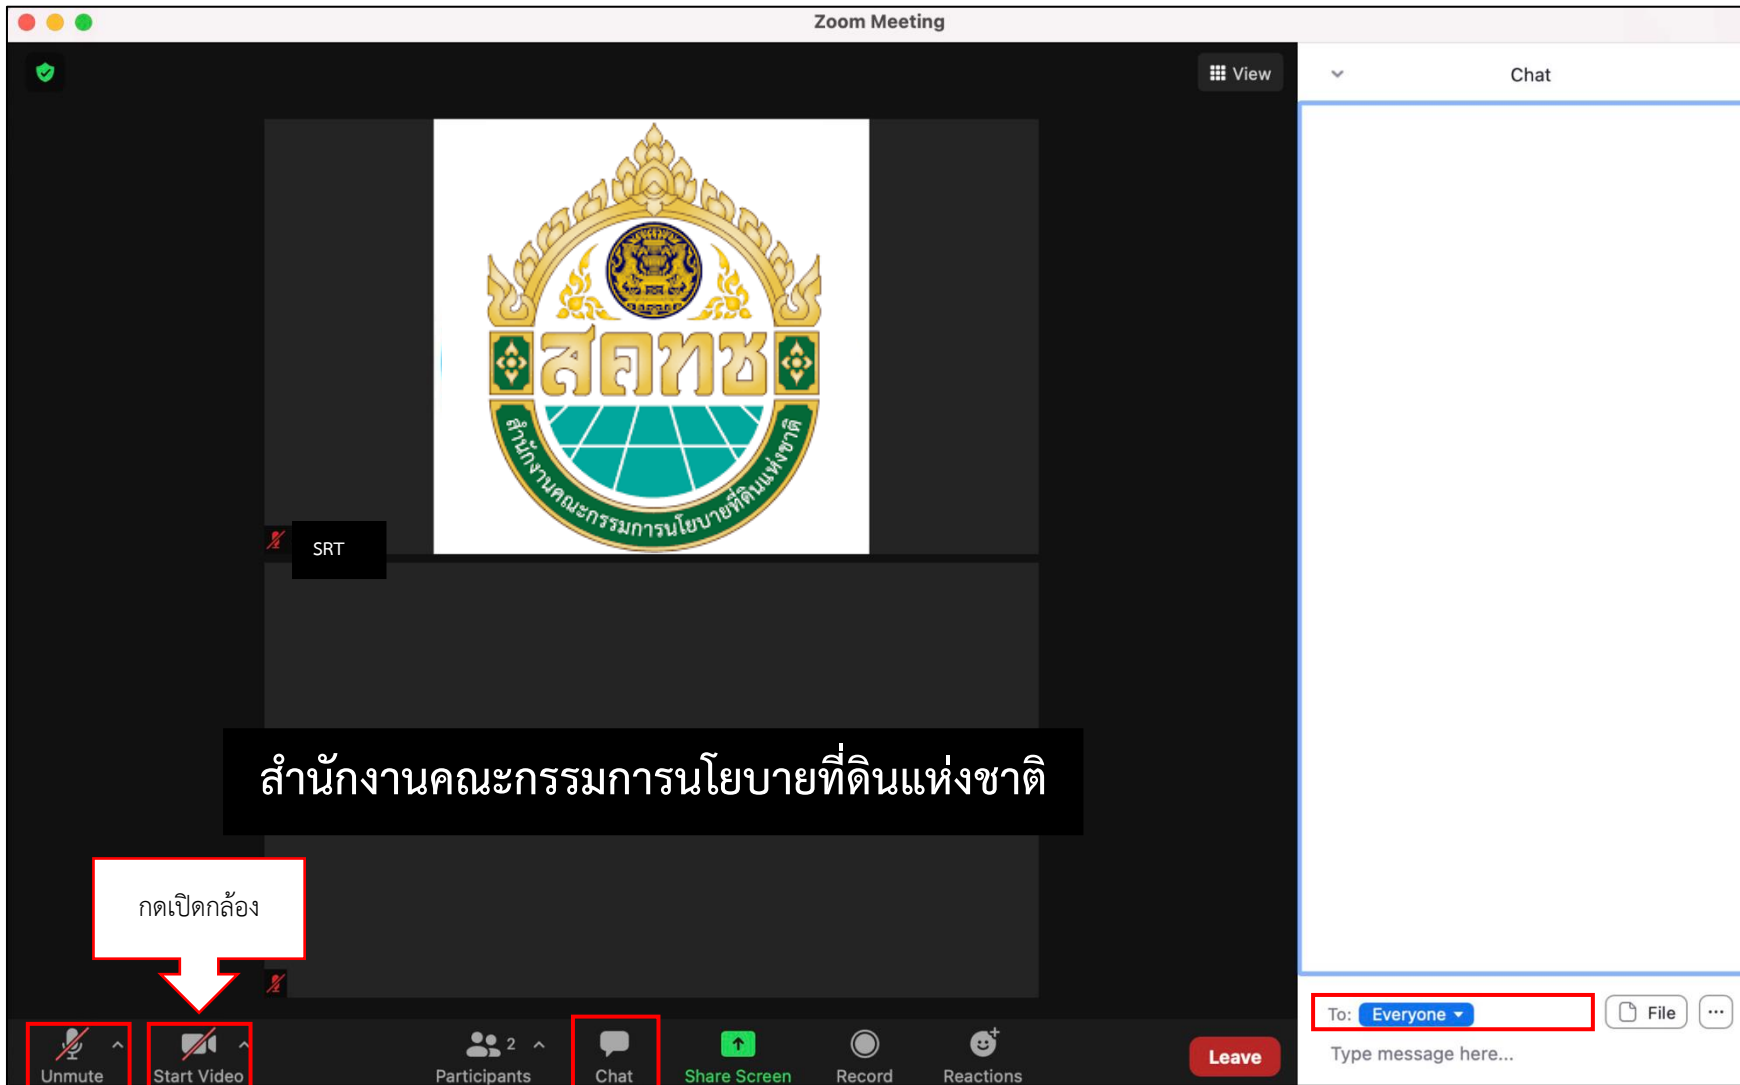 Zoom Meeting
View
Chat
สคทช
สำนักงานคณะกรรมการนโยบายที่ดินแห่งชาติ
SRT
สำนักงานคณะกรรมการนโยบายที่ดินแห่งชาติ
กดเปิดกล้อง
To: Everyone
File
Type message here...
Unmute
Start Video
2
Participants
Chat
Share Screen
Record
Reactions
Leave